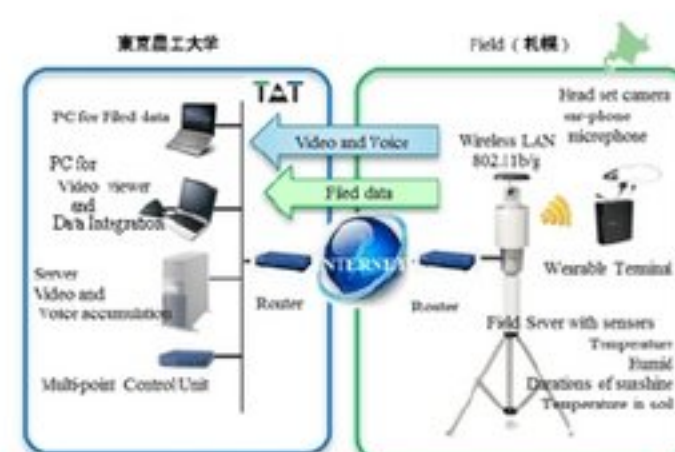 東京農工大学
Field（札幌）
TAT
PC for Filed data
PC for
Video viewer
and
Data Integration
Server
Video and
Voice accumulation
Multi-point Control Unit
Router
Video and Voice
Filed data
INTERNET
Router
Wireless LAN
802.11b/g
Head set camera
ear-phone
microphone
Wearable Terminal
Field Sever with sensors
Temperature
Humid
Durations of sunshine
Temperature in soil